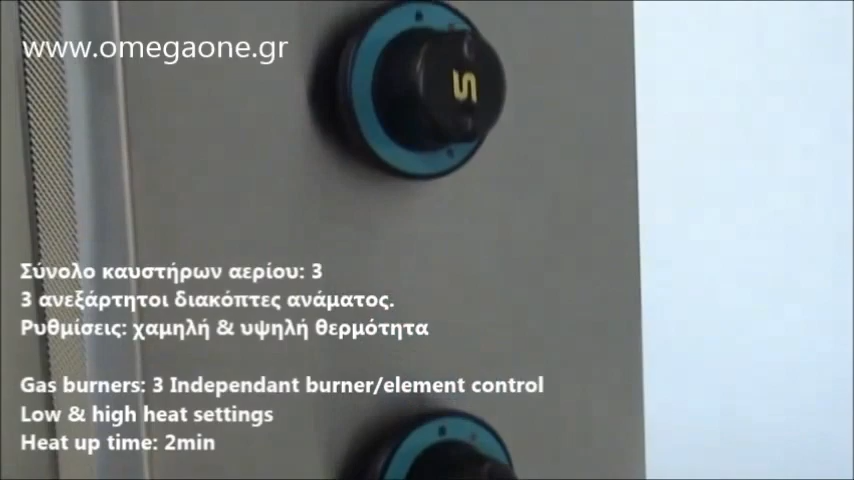 www.omegaone.gr
Σύνολο καυστήρων αερίου: 3
3 ανεξάρτητοι διακόπτες ανάματος.
Ρυθμίσεις: χαμηλή & υψηλή θερμότητα
Gas burners: 3 Independant burner/element control
Low & high heat settings
Heat up time: 2min